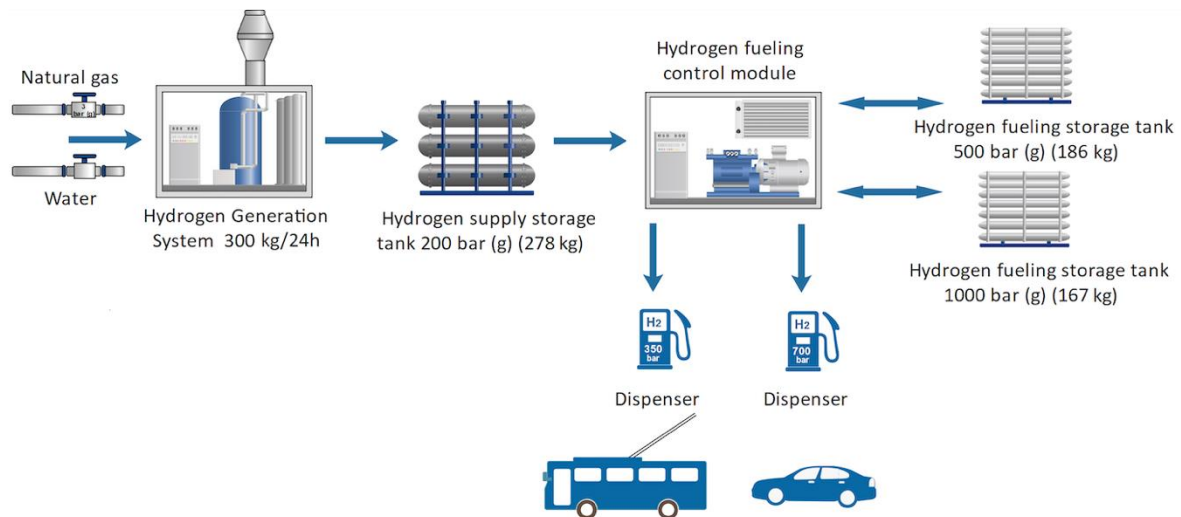 Natural gas
3
bar (g)
Water
Hydrogen Generation
System 300 kg/24h
Hydrogen supply storage
tank 200 bar (g) (278 kg)
Hydrogen fueling
control module
Hydrogen fueling storage tank
500 bar (g) (186 kg)
Hydrogen fueling storage tank
1000 bar (g) (167 kg)
H2
350
bar
Dispenser
H2
700
bar
Dispenser